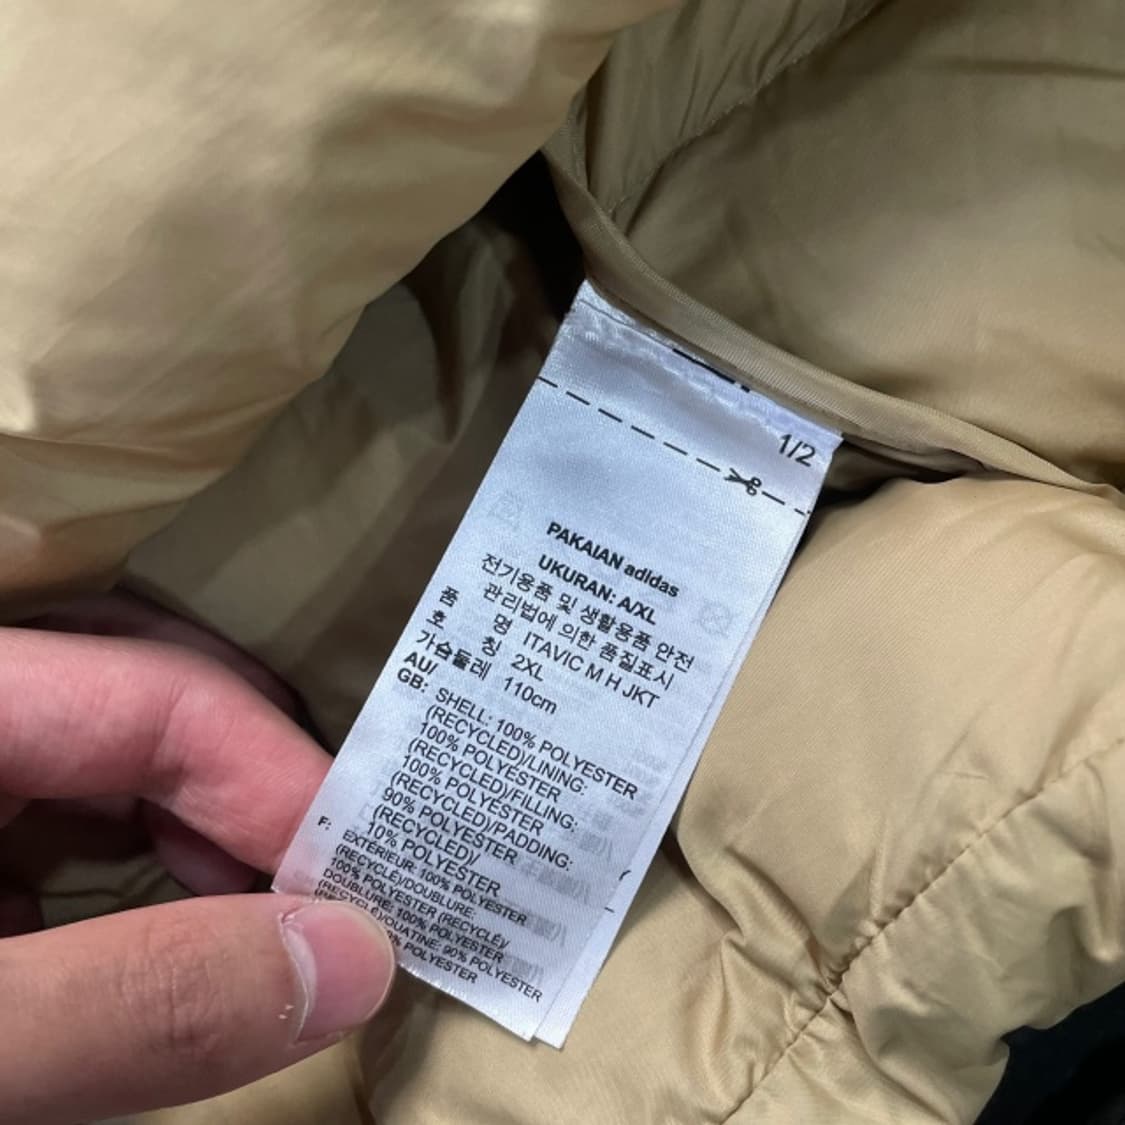 1/2
PAKAIAN adidas
UKURAN: A/XL
전기용품 및 생활용품 안전
관리법에 의한 품질표시
품 명 ITAVIC M H JKT
호 칭 2XL
가슴둘레 110cm
AU/
GB: SHELL: 100% POLYESTER
(RECYCLED)/LINING:
100% POLYESTER
(RECYCLED)/FILLING:
100% POLYESTER
(RECYCLED)/PADDING:
90% POLYESTER
(RECYCLED)/
10% POLYESTER
F: EXTÉRIEUR: 100% POLYESTER
(RECYCLÉ)/DOUBLURE:
100% POLYESTER (RECYCLÉ)/
DOUBLURE: 100% POLYESTER
(RECYCLÉ)/OUATINE: 90% POLYESTER
POLYESTER